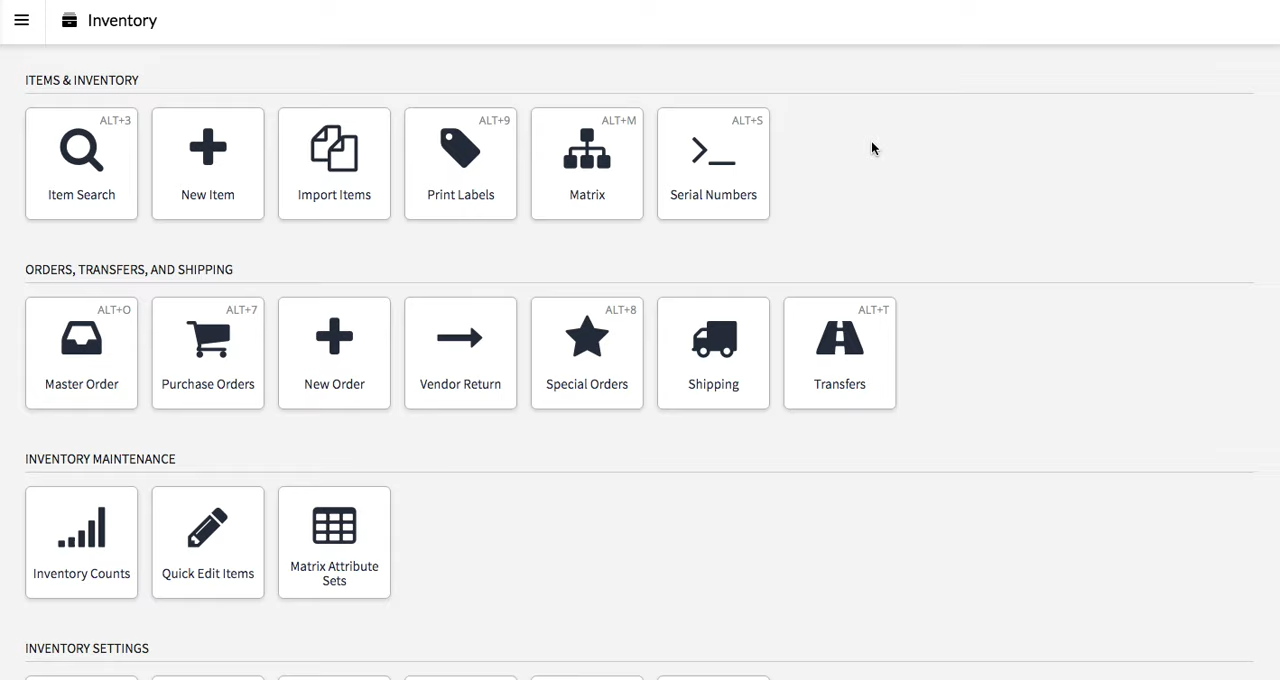 Inventory
ITEMS & INVENTORY
ALT+3
Item Search
New Item
Import Items
ALT+9
Print Labels
ALT+M
Matrix
ALT+S
Serial Numbers
ORDERS, TRANSFERS, AND SHIPPING
ALT+O
Master Order
ALT+7
Purchase Orders
New Order
Vendor Return
ALT+8
Special Orders
Shipping
ALT+T
Transfers
INVENTORY MAINTENANCE
Inventory Counts
Quick Edit Items
Matrix Attribute
Sets
INVENTORY SETTINGS